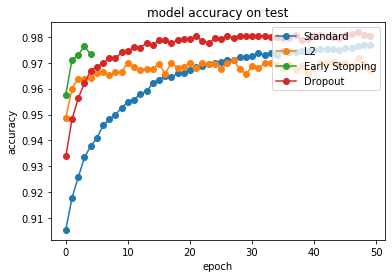 model accuracy on test
Standard
L2
Early Stopping
Dropout
accuracy
0.98
0.97
0.96
0.95
0.94
0.93
0.92
0.91
0
10
20
30
40
50
epoch